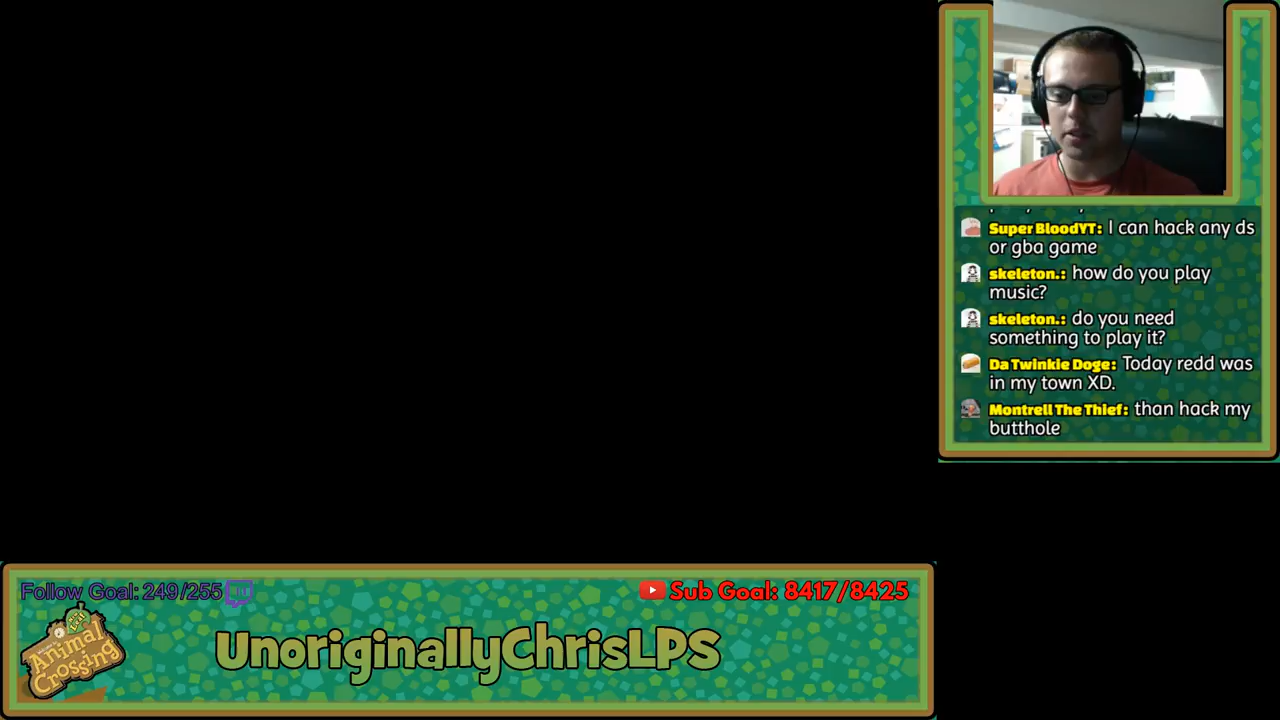 Super BloodYT: I can hack any ds
or gba game
skeleton.: how do you play
music?
skeleton.: do you need
something to play it?
Da Twinkie Doge: Today redd was
in my town XD.
Montrell The Thief: than hack my
butthole
Follow Goal: 249/255
Sub Goal: 8417/8425
Animal
Crossing
UnoriginallyChrisLPS